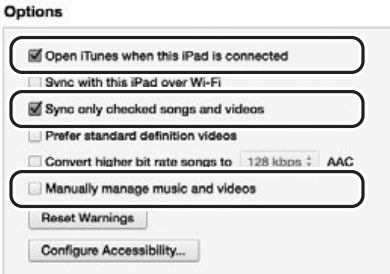 Options
Open iTunes when this iPad is connected
Sync with this iPad over Wi-Fi
Sync only checked songs and videos
Prefer standard definition videos
Convert higher bit rate songs to 128 kbps AAC
Manually manage music and videos
Reset Warnings
Configure Accessibility...